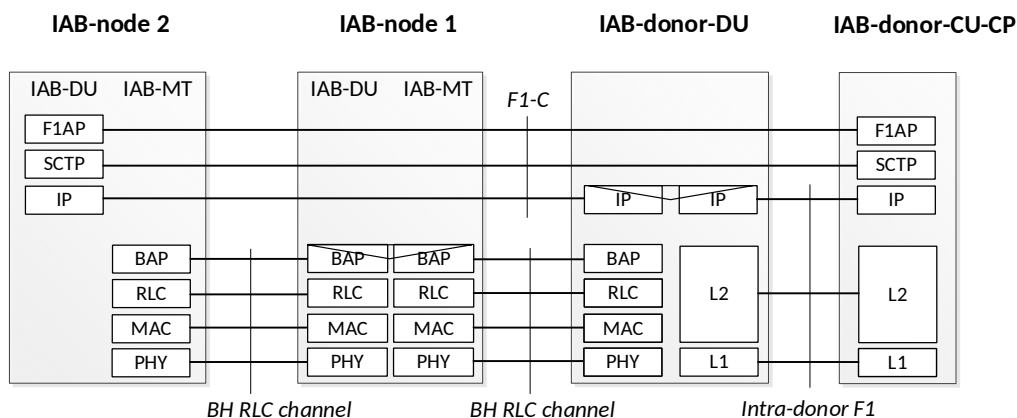 IAB-node 2 IAB-node 1 IAB-donor-DU IAB-donor-CU-CP
IAB-DU IAB-MT IAB-DU IAB-MT
F1-C
F1AP F1AP
SCTP SCTP
IP IP IP IP
BAP BAP BAP BAP
RLC RLC RLC RLC L2 L2
MAC MAC MAC MAC
PHY PHY PHY PHY L1 L1
BH RLC channel BH RLC channel Intra-donor F1